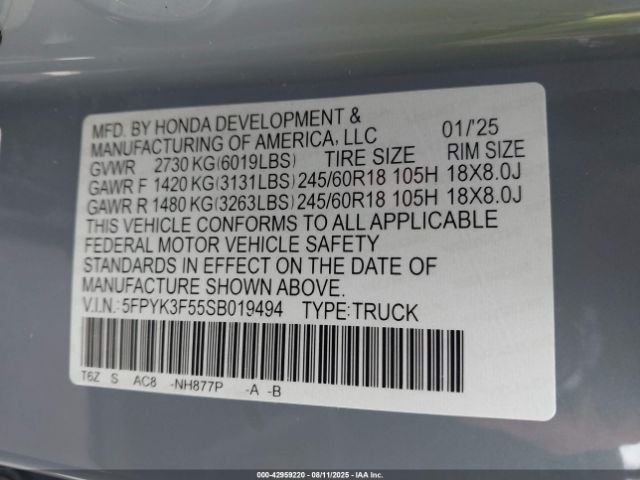 MFD. BY HONDA DEVELOPMENT &
MANUFACTURING OF AMERICA, LLC 01/'25
GVWR 2730 KG(6019LBS) TIRE SIZE RIM SIZE
GAWR F 1420 KG(3131LBS) 245/60R18 105H 18X8.0J
GAWR R 1480 KG(3263LBS) 245/60R18 105H 18X8.0J
THIS VEHICLE CONFORMS TO ALL APPLICABLE
FEDERAL MOTOR VEHICLE SAFETY
STANDARDS IN EFFECT ON THE DATE OF
MANUFACTURE SHOWN ABOVE.
V.I.N.:5FPYK3F55SB019494 TYPE:TRUCK
T6Z S AC8 -NH877P -A -B
000-42959220 - 08/11/2025 - IAAI.COM